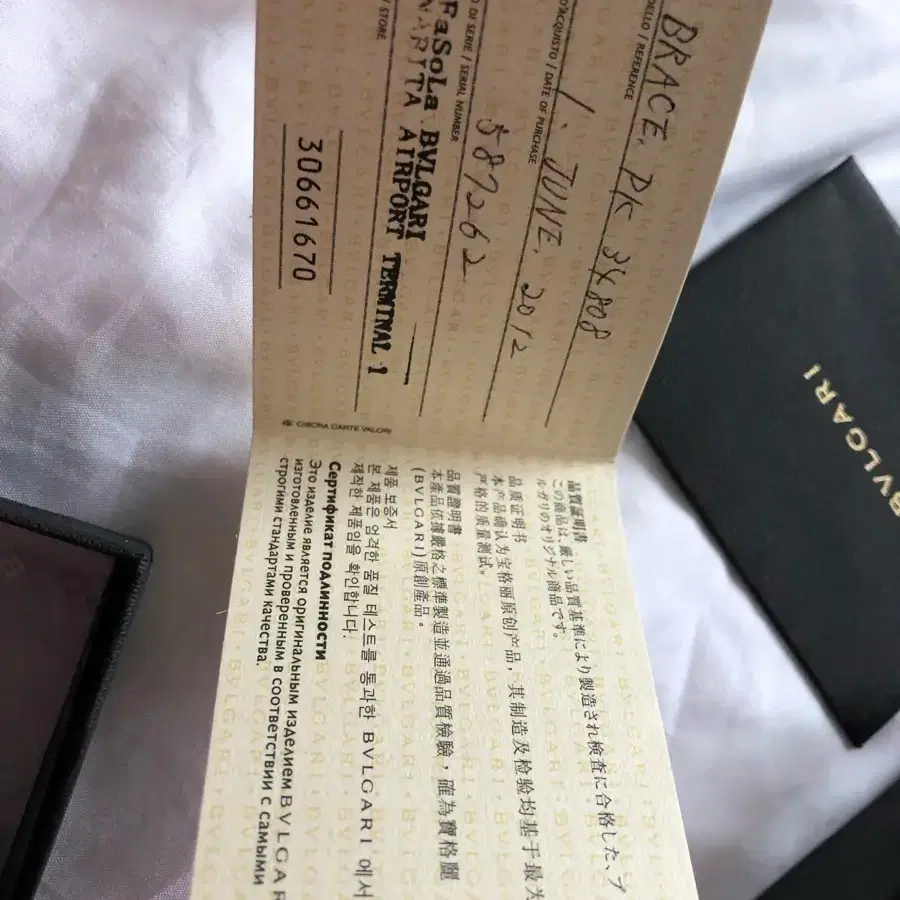 BRACE. PK 3K808
DELLO / REFERENCE
1. JUNE. 2012
D'ACQUISTO / DATE OF PURCHASE
587262
DI SERIE / SERIAL NUMBER
FaSoLa BVLGARI
NARITA AIRPORT TERMINAL 1
/ STORE
30661670
CARTE VALORI
品質証明書
この商品は、厳しい品質基準により製造され検査に合格した、ブ
ルガリのオリジナル商品です。
品质证明书
本产品确认为宝格丽原创产品，其制造及检验均基于最为
严格的质量测试。
品質證明書
本產品依據嚴格之標準製造並通過品質檢驗，確為寶格麗
(BVLGARI)原創產品。
제품 보증서
본 제품은 엄격한 품질 테스트를 통과한 BVLGARI 에서
제작한 제품임을 확인합니다.
Сертификат подлинности
Это изделие является оригинальным изделием BVLGAR
изготовленным и проверенным в соответствии с самыми
строгими стандартами качества.
BVLGARI